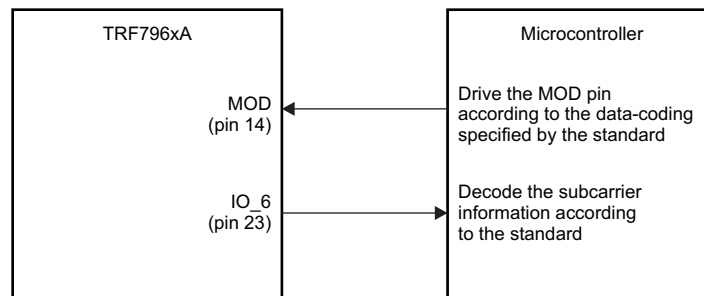 TRF796xA
Microcontroller
MOD
(pin 14)
Drive the MOD pin
according to the data-coding
specified by the standard
IO_6
(pin 23)
Decode the subcarrier
information according
to the standard